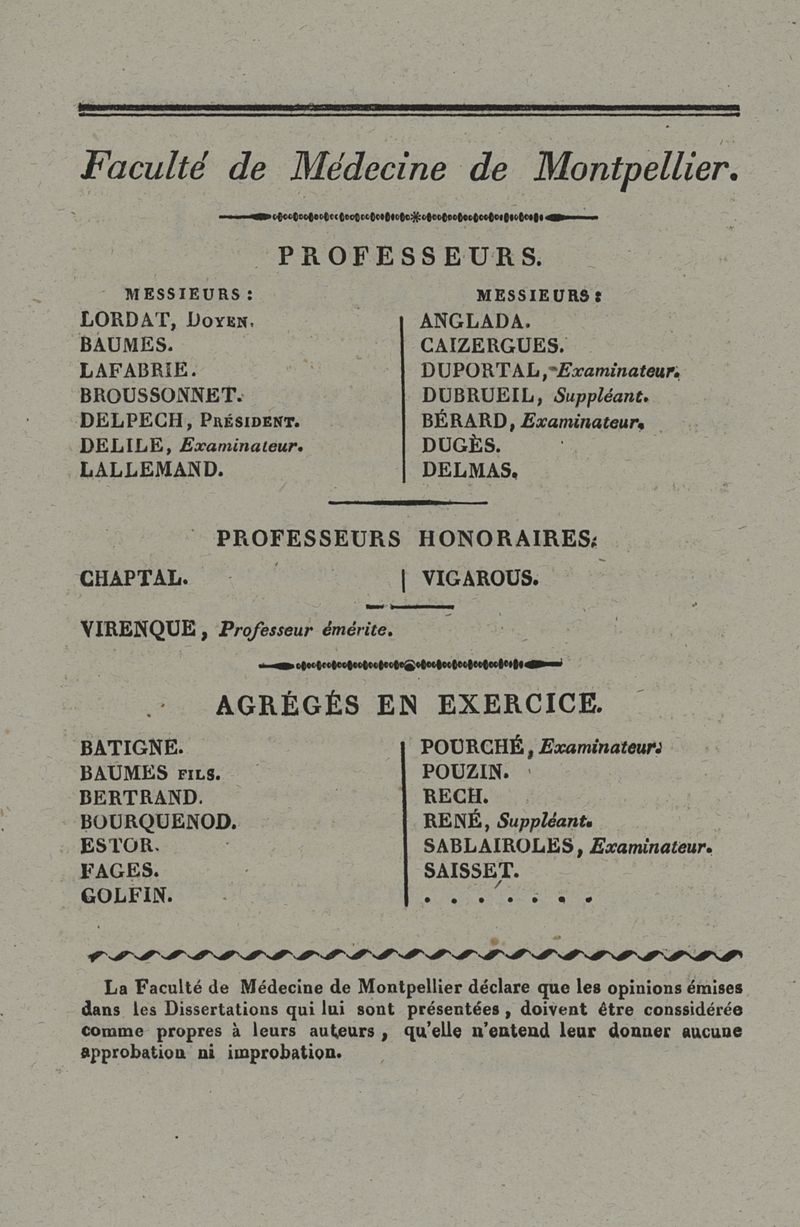 Faculté de Médecine de Montpellier.
PROFESSEURS.
MESSIEURS :
LORDAT, DOYEN.
BAUMES.
LAFABRIE.
BROUSSONNET.
DELPECH, PRÉSIDENT.
DELILE, Examinateur.
LALLEMAND.
MESSIEURS :
ANGLADA.
CAIZERGUES.
DUPORTAL, Examinateur.
DUBRUEIL, Suppléant.
BÉRARD, Examinateur.
DUGÈS.
DELMAS.
PROFESSEURS HONORAIRES.
CHAPTAL. | VIGAROUS.
VIRENQUE, Professeur émérite.
AGRÉGÉS EN EXERCICE.
BATIGNE.
BAUMES FILS.
BERTRAND.
BOURQUENOD.
ESTOR.
FAGES.
GOLFIN.
POURCHÉ, Examinateur.
POUZIN.
RECH.
RENÉ, Suppléant.
SABLAIROLES, Examinateur.
SAISSET.
. . . . . . .
La Faculté de Médecine de Montpellier déclare que les opinions émises
dans les Dissertations qui lui sont présentées, doivent être conssidérée
comme propres à leurs auteurs, qu'elle n'entend leur donner aucune
approbation ni improbation.